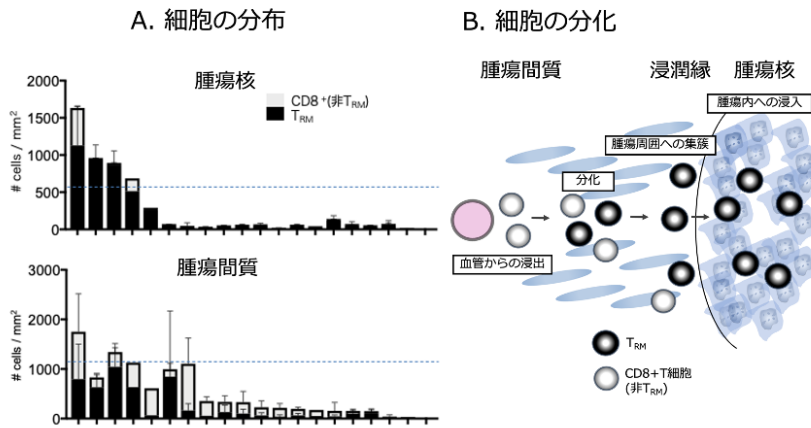 A. 細胞の分布
腫瘍核
2000
1500
1000
500
0
# cells / mm²
CD8⁺(非TRM)
TRM
腫瘍間質
3000
2000
1000
0
# cells / mm²
B. 細胞の分化
腫瘍間質
浸潤縁
腫瘍核
腫瘍内への浸入
腫瘍周囲への集簇
分化
血管からの浸出
TRM
CD8+T細胞
(非TRM)